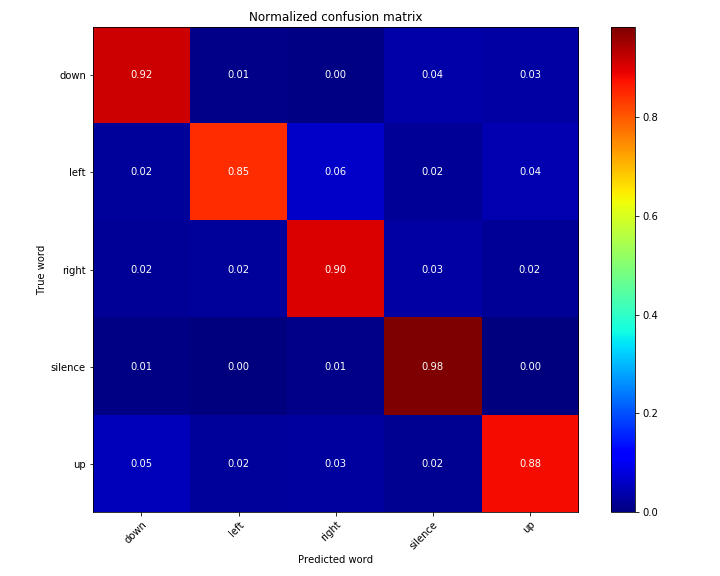 Normalized confusion matrix
down 0.92 0.01 0.00 0.04 0.03
left 0.02 0.85 0.06 0.02 0.04
right 0.02 0.02 0.90 0.03 0.02
silence 0.01 0.00 0.01 0.98 0.00
up 0.05 0.02 0.03 0.02 0.88
True word
down left right silence up
Predicted word
0.8
0.6
0.4
0.2
0.0